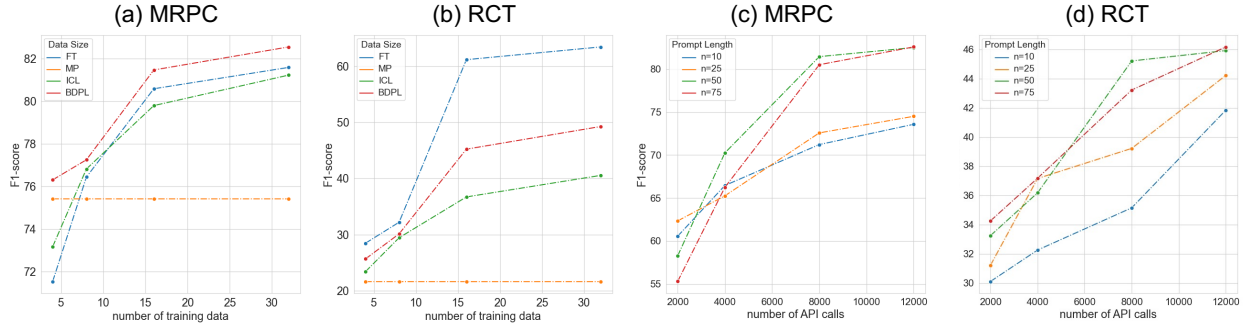 (a) MRPC
Data Size
FT
MP
ICL
BDPL
F1-score
82
80
78
76
74
72
5
10
15
20
25
30
number of training data
(b) RCT
Data Size
FT
MP
ICL
BDPL
F1-score
60
50
40
30
20
5
10
15
20
25
30
number of training data
(c) MRPC
Prompt Length
n=10
n=25
n=50
n=75
F1-score
80
75
70
65
60
55
2000
4000
6000
8000
10000
12000
number of API calls
(d) RCT
Prompt Length
n=10
n=25
n=50
n=75
F1-score
46
44
42
40
38
36
34
32
30
2000
4000
6000
8000
10000
12000
number of API calls